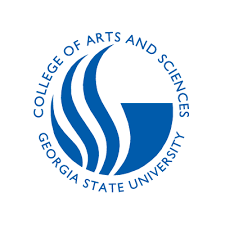 COLLEGE OF ARTS AND SCIENCES
GEORGIA STATE UNIVERSITY